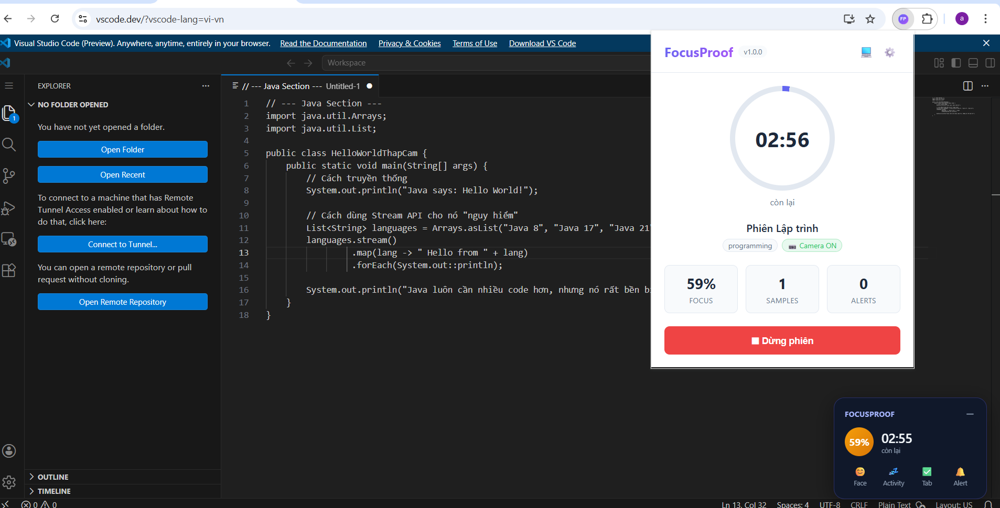 vscode.dev/?vscode-lang=vi-vn
FP
a
Visual Studio Code (Preview). Anywhere, anytime, entirely in your browser. Read the Documentation Privacy & Cookies Terms of Use Download VS Code
Workspace
EXPLORER
NO FOLDER OPENED
You have not yet opened a folder.
Open Folder
Open Recent
To connect to a machine that has Remote
Tunnel Access enabled or learn about how to
do that, click here:
Connect to Tunnel...
You can open a remote repository or pull
request without cloning.
Open Remote Repository
OUTLINE
TIMELINE
1
// --- Java Section --- Untitled-1
1 // --- Java Section ---
2 import java.util.Arrays;
3 import java.util.List;
4
5 public class HelloWorldThapCam {
6 public static void main(String[] args) {
7 // Cách truyền thống
8 System.out.println("Java says: Hello World!");
9
10 // Cách dùng Stream API cho nó "nguy hiểm"
11 List<String> languages = Arrays.asList("Java 8", "Java 17", "Java 21"
12 languages.stream()
13 .map(lang -> " Hello from " + lang)
14 .forEach(System.out::println);
15
16 System.out.println("Java luôn cần nhiều code hơn, nhưng nó rất bền b
17 }
18 }
FocusProof v1.0.0
02:56
còn lại
Phiên Lập trình
programming Camera ON
59% 1 0
FOCUS SAMPLES ALERTS
Dừng phiên
FOCUSPROOF
59% 02:55
còn lại
Face Activity Tab Alert
0 0
Ln 13, Col 32 Spaces: 4 UTF-8 CRLF Plain Text Layout: US